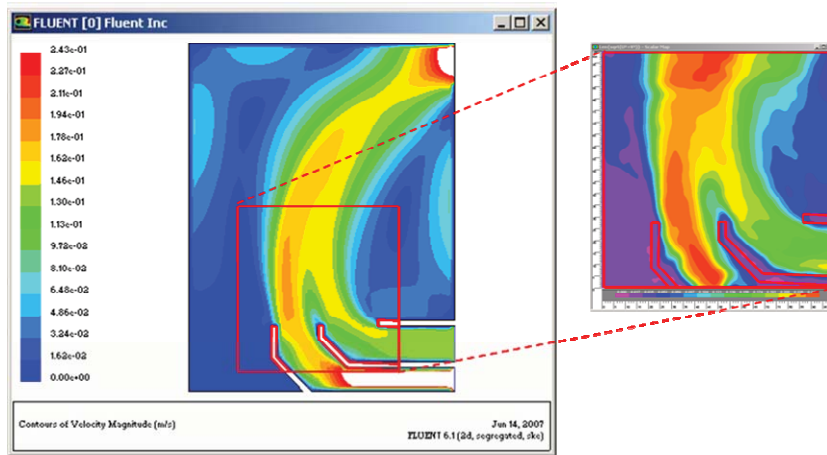 FLUENT [0] Fluent Inc
2.43e-01
2.27e-01
2.11e-01
1.94e-01
1.78e-01
1.62e-01
1.46e-01
1.30e-01
1.13e-01
9.72e-02
8.10e-02
6.48e-02
4.86e-02
3.24e-02
1.62e-02
0.00e+00
Contours of Velocity Magnitude (m/s)
Jun 14, 2007
FLUENT 6.1 (2d, segregated, ske)